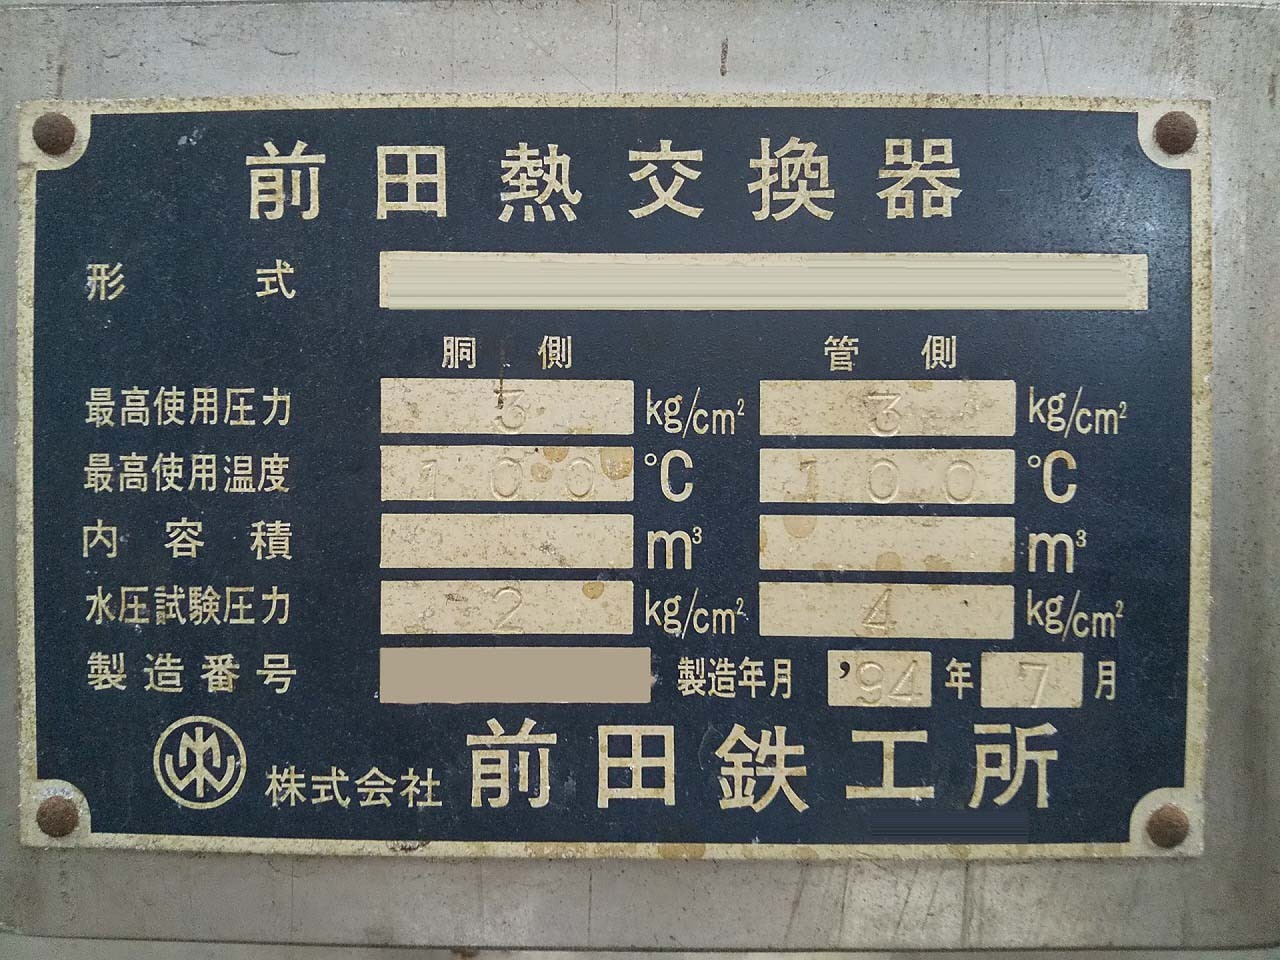 前田熱交換器
形式
胴側 管側
最高使用圧力 3 kg/cm² 3 kg/cm²
最高使用温度 100 °C 100 °C
内容積 m³ m³
水圧試験圧力 2 kg/cm² 4 kg/cm²
製造番号 製造年月 '94年 7月
株式会社 前田鉄工所